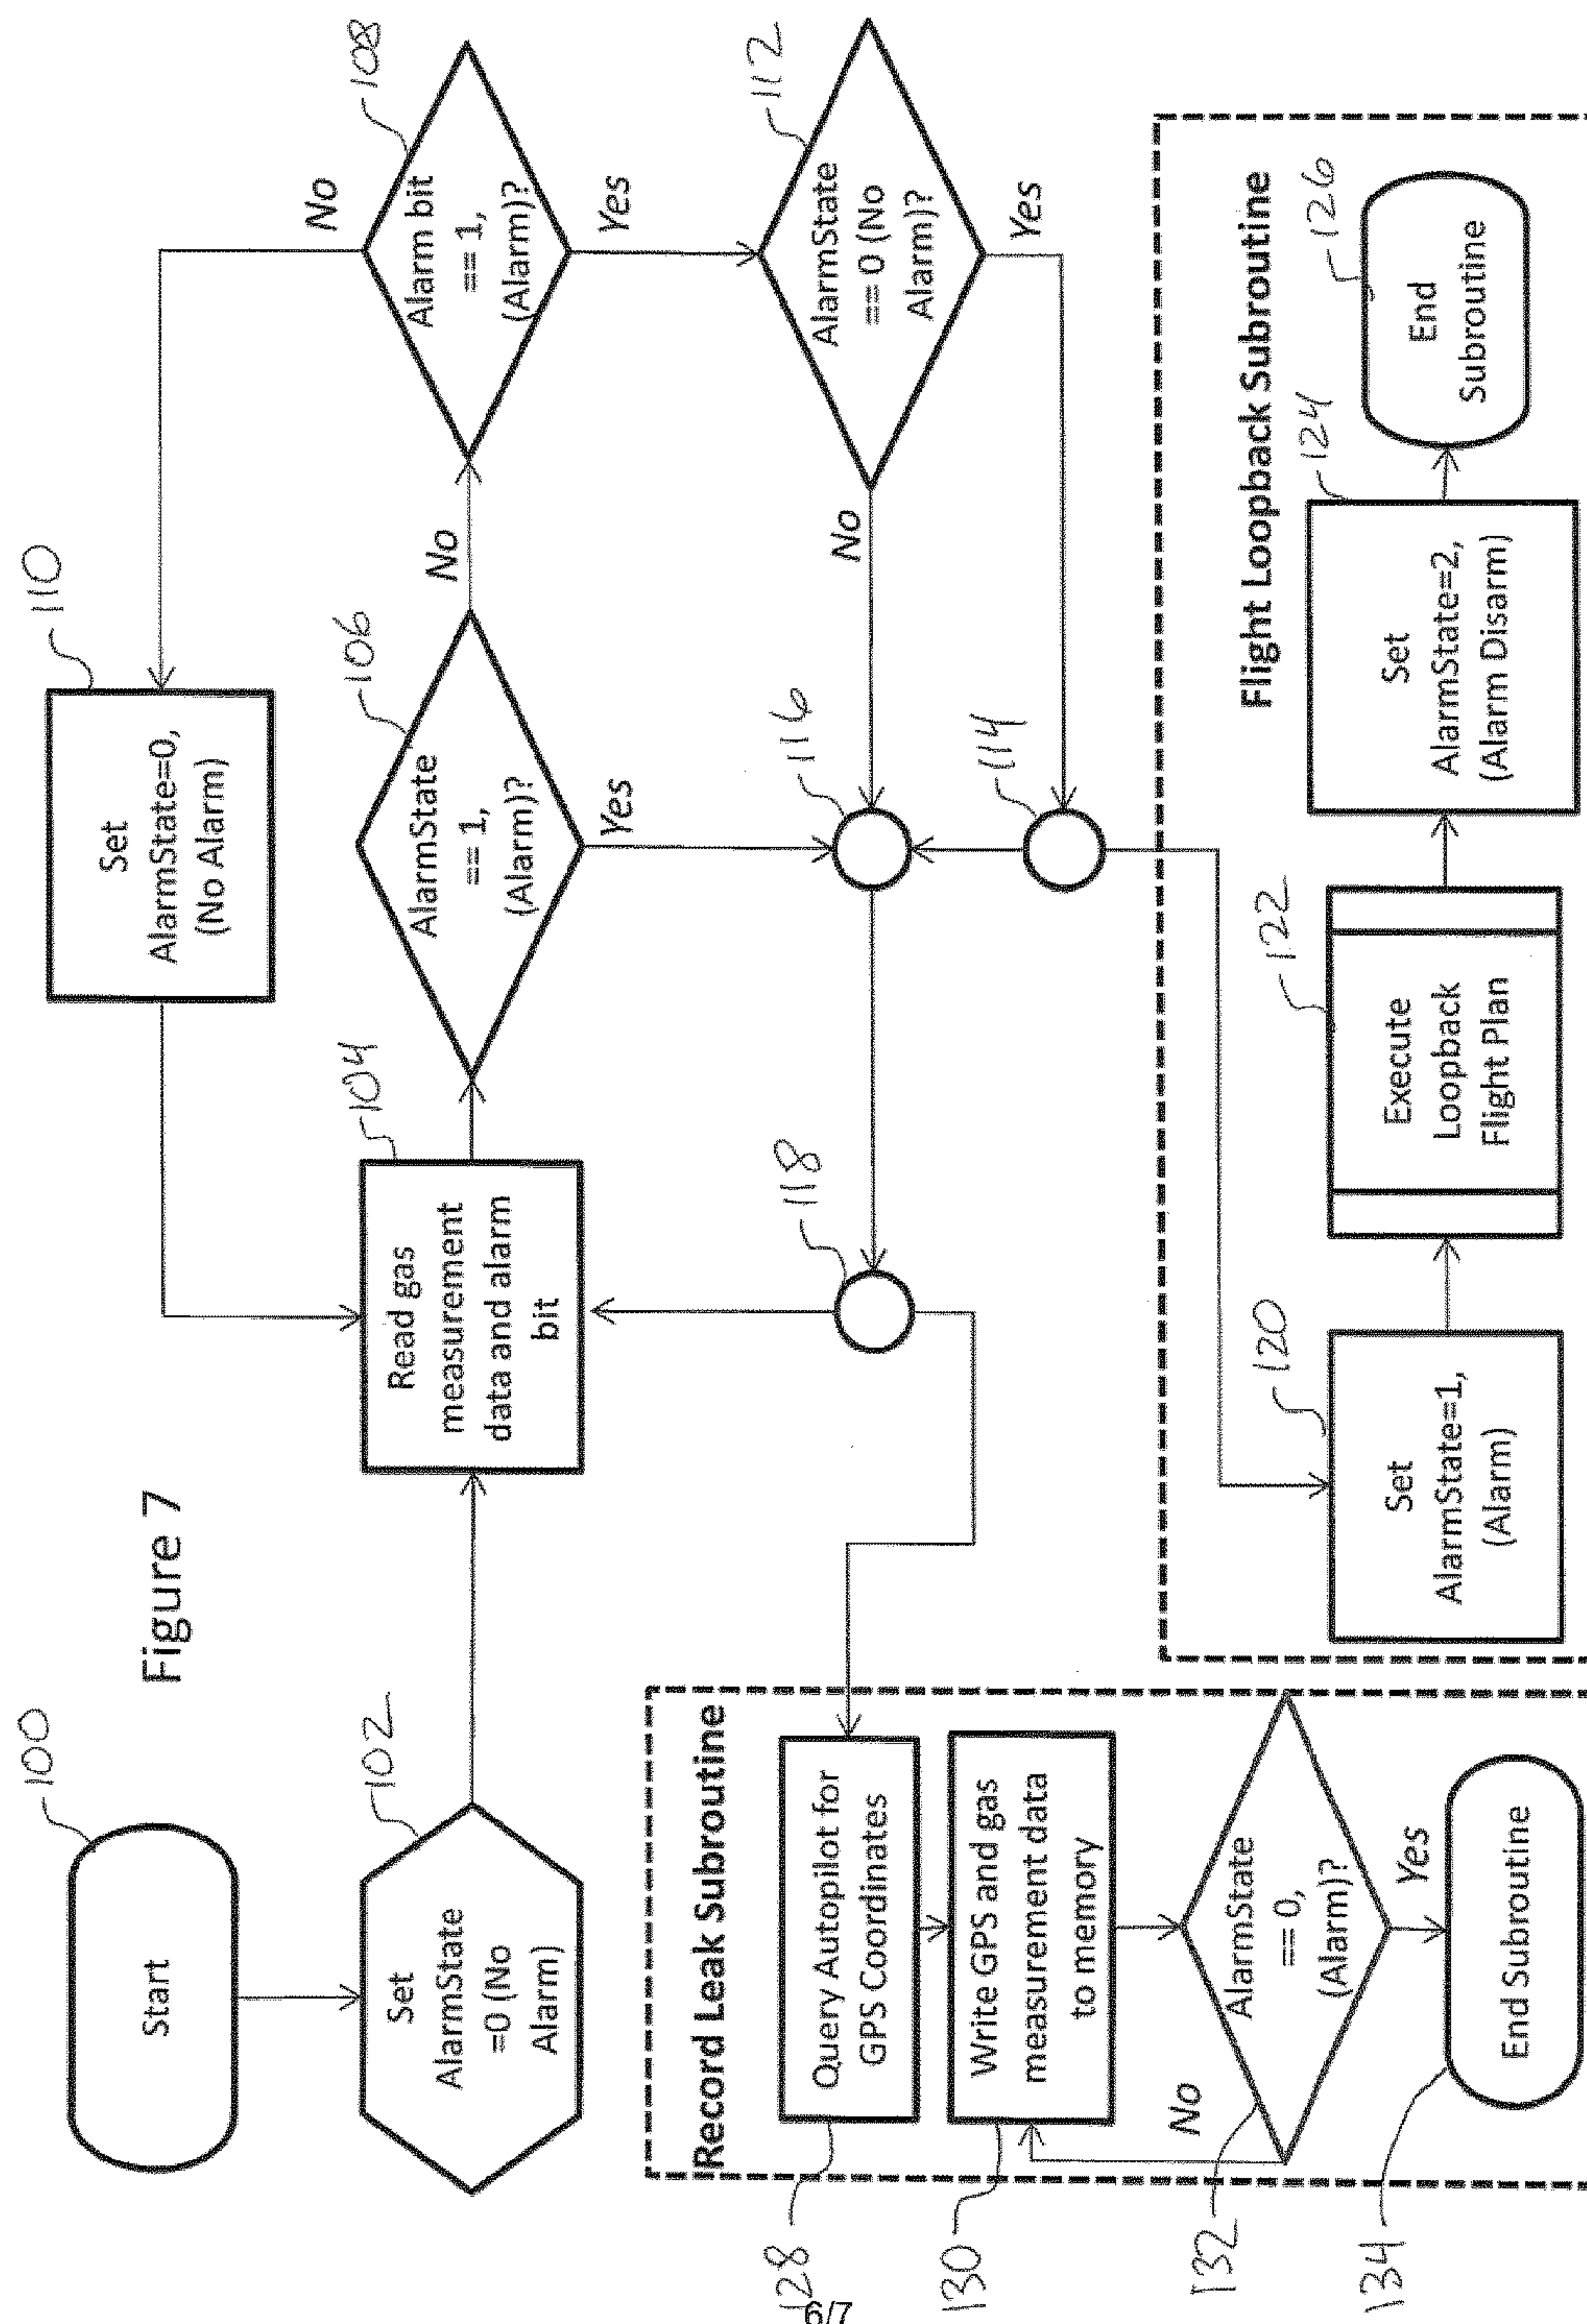 Figure 7
100
Start
102
Set
AlarmState
=0 (No
Alarm)
104
Read gas
measurement
data and alarm
bit
106
AlarmState
== 1,
(Alarm)?
No
Yes
108
Alarm bit
== 1,
(Alarm)?
No
Yes
110
Set
AlarmState=0,
(No Alarm)
112
AlarmState
== 0 (No
Alarm)?
No
Yes
116
114
118
Record Leak Subroutine
128
Query Autopilot for
GPS Coordinates
130
Write GPS and gas
measurement data
to memory
132
AlarmState
== 0,
(Alarm)?
No
Yes
134
End Subroutine
Flight Loopback Subroutine
120
Set
AlarmState=1,
(Alarm)
122
Execute
Loopback
Flight Plan
124
Set
AlarmState=2,
(Alarm Disarm)
126
End
Subroutine
6/7